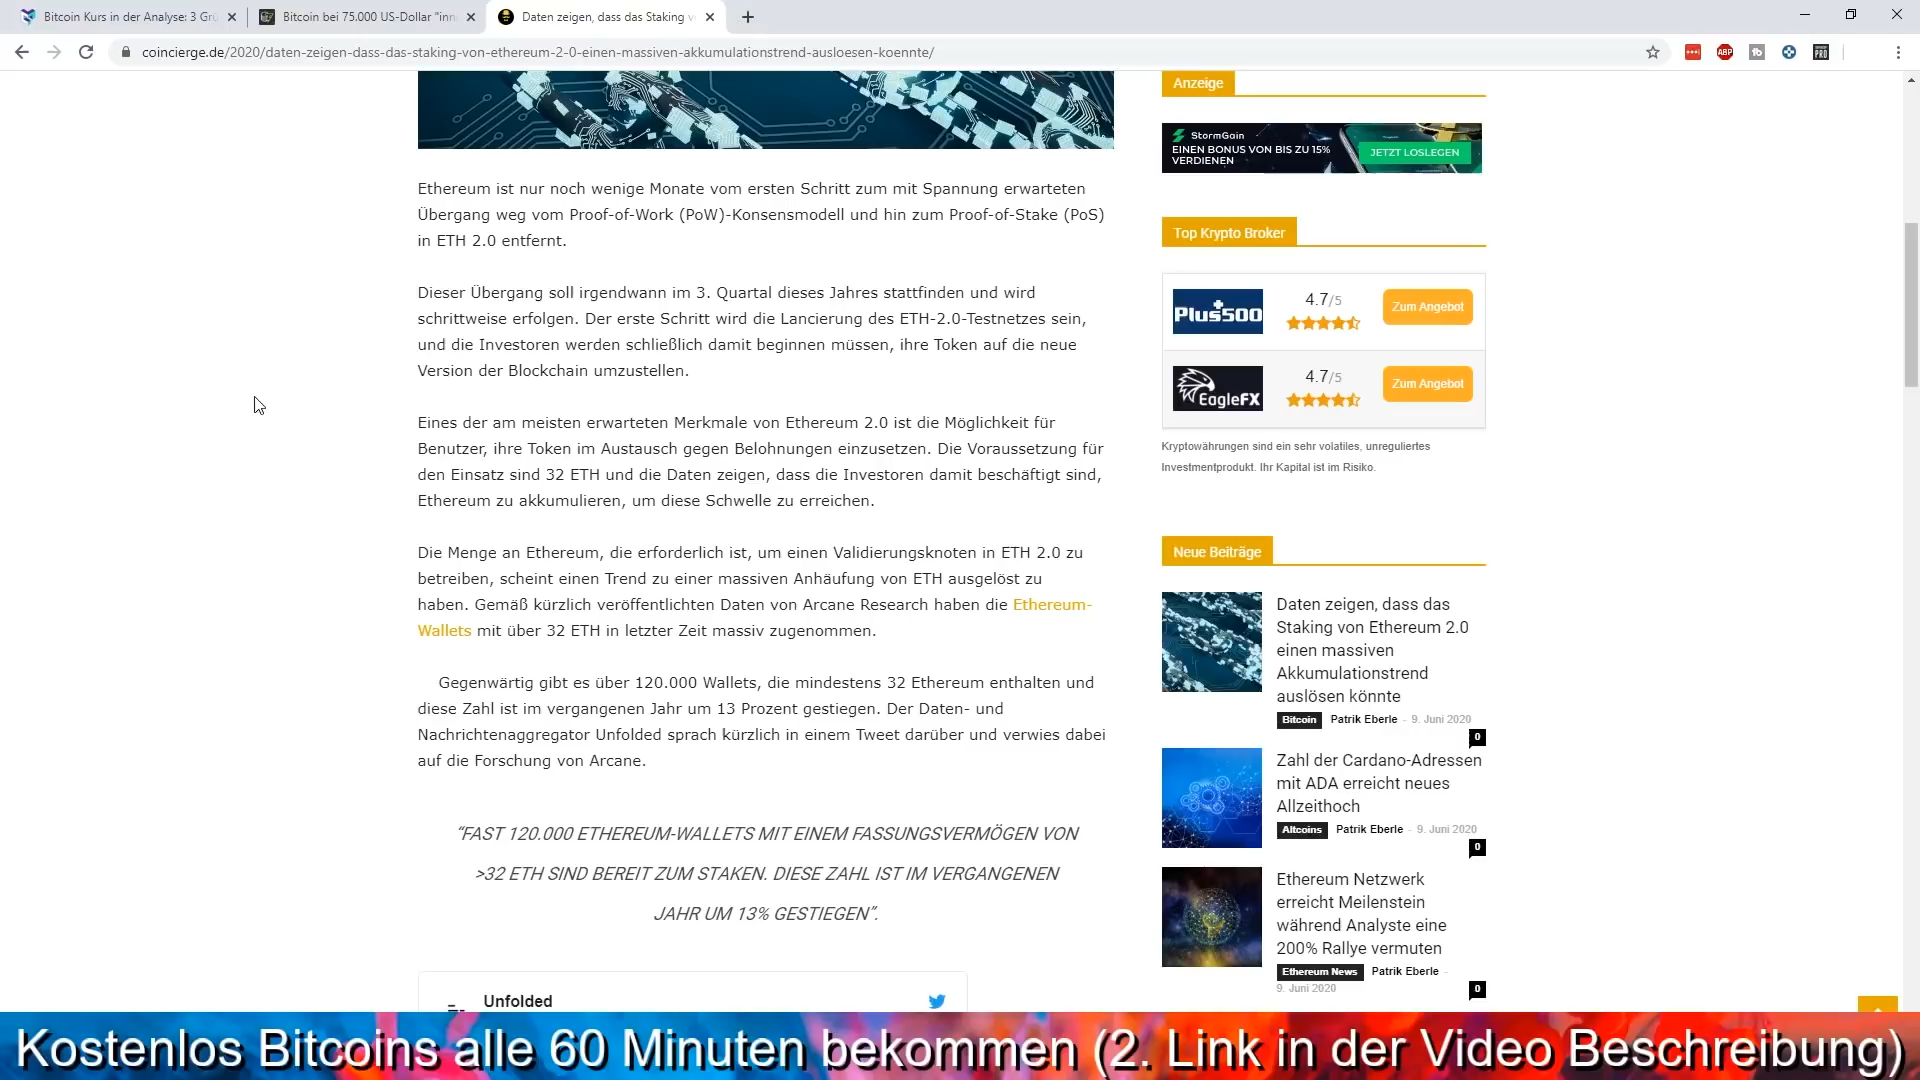 Bitcoin Kurs in der Analyse: 3 Grü
Bitcoin bei 75.000 US-Dollar "inn
Daten zeigen, dass das Staking v
coincierge.de/2020/daten-zeigen-dass-das-staking-von-ethereum-2-0-einen-massiven-akkumulationstrend-ausloesen-koennte/
ABP
tb
PRO
Ethereum ist nur noch wenige Monate vom ersten Schritt zum mit Spannung erwarteten
Übergang weg vom Proof-of-Work (PoW)-Konsensmodell und hin zum Proof-of-Stake (PoS)
in ETH 2.0 entfernt.
Dieser Übergang soll irgendwann im 3. Quartal dieses Jahres stattfinden und wird
schrittweise erfolgen. Der erste Schritt wird die Lancierung des ETH-2.0-Testnetzes sein,
und die Investoren werden schließlich damit beginnen müssen, ihre Token auf die neue
Version der Blockchain umzustellen.
Eines der am meisten erwarteten Merkmale von Ethereum 2.0 ist die Möglichkeit für
Benutzer, ihre Token im Austausch gegen Belohnungen einzusetzen. Die Voraussetzung für
den Einsatz sind 32 ETH und die Daten zeigen, dass die Investoren damit beschäftigt sind,
Ethereum zu akkumulieren, um diese Schwelle zu erreichen.
Die Menge an Ethereum, die erforderlich ist, um einen Validierungsknoten in ETH 2.0 zu
betreiben, scheint einen Trend zu einer massiven Anhäufung von ETH ausgelöst zu
haben. Gemäß kürzlich veröffentlichten Daten von Arcane Research haben die Ethereum-
Wallets mit über 32 ETH in letzter Zeit massiv zugenommen.
Gegenwärtig gibt es über 120.000 Wallets, die mindestens 32 Ethereum enthalten und
diese Zahl ist im vergangenen Jahr um 13 Prozent gestiegen. Der Daten- und
Nachrichtenaggregator Unfolded sprach kürzlich in einem Tweet darüber und verwies dabei
auf die Forschung von Arcane.
“FAST 120.000 ETHEREUM-WALLETS MIT EINEM FASSUNGSVERMÖGEN VON
>32 ETH SIND BEREIT ZUM STAKEN. DIESE ZAHL IST IM VERGANGENEN
JAHR UM 13% GESTIEGEN”.
Unfolded
Anzeige
StormGain
EINEN BONUS VON BIS ZU 15%
VERDIENEN
JETZT LOSLEGEN
Top Krypto Broker
Plus500
4.7/5
Zum Angebot
EagleFX
4.7/5
Zum Angebot
Kryptowährungen sind ein sehr volatiles, unreguliertes
Investmentprodukt. Ihr Kapital ist im Risiko.
Neue Beiträge
Daten zeigen, dass das
Staking von Ethereum 2.0
einen massiven
Akkumulationstrend
auslösen könnte
Bitcoin Patrik Eberle - 9. Juni 2020
0
Zahl der Cardano-Adressen
mit ADA erreicht neues
Allzeithoch
Altcoins Patrik Eberle - 9. Juni 2020
0
Ethereum Netzwerk
erreicht Meilenstein
während Analyste eine
200% Rallye vermuten
Ethereum News Patrik Eberle -
9. Juni 2020
0
Kostenlos Bitcoins alle 60 Minuten bekommen (2. Link in der Video Beschreibung)